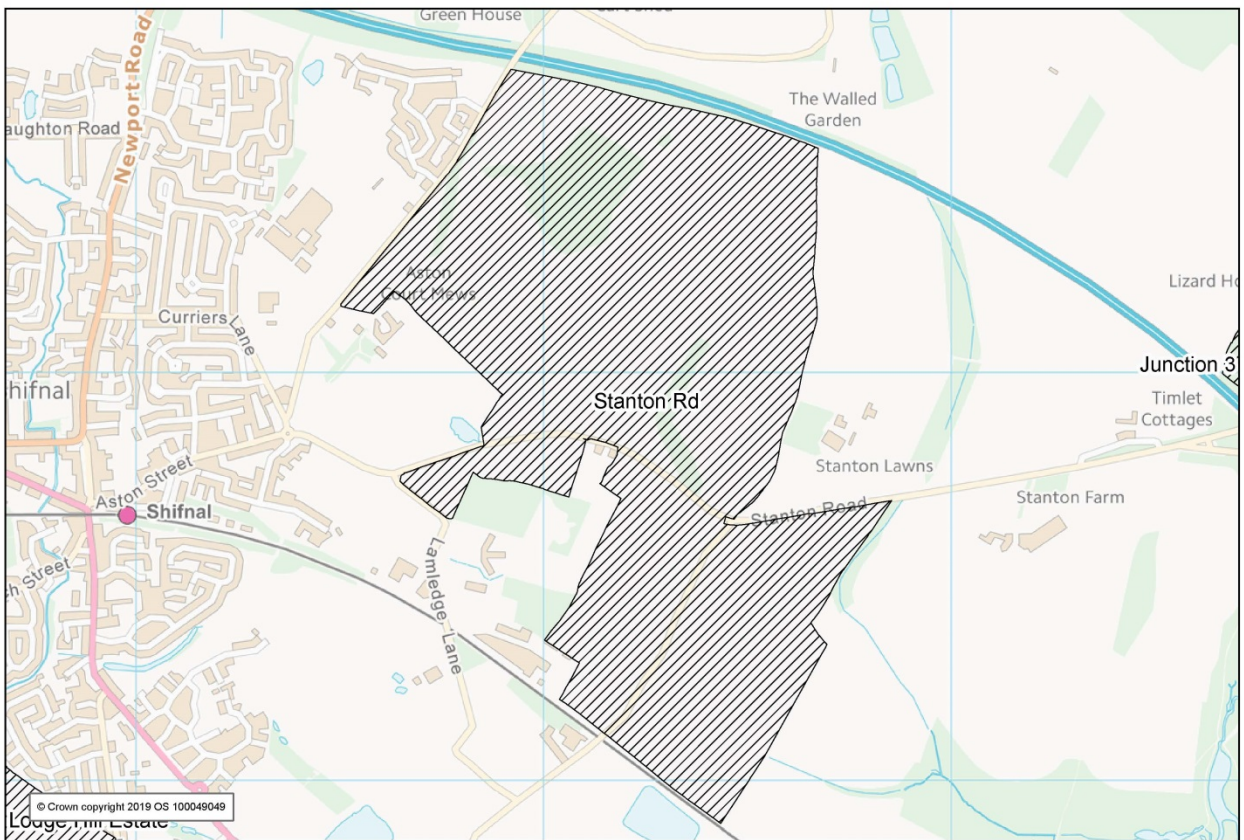 Green House
Newport Road
aughton Road
The Walled
Garden
Aston
Court Mews
Lizard Ho
Curriers Lane
Junction 3
hifnal
Stanton Rd
Timlet
Cottages
Aston Street
Stanton Lawns
Shifnal
Stanton Road
Stanton Farm
ch Street
Lamledge Lane
© Crown copyright 2019 OS 100049049
Lodge Hill Estate